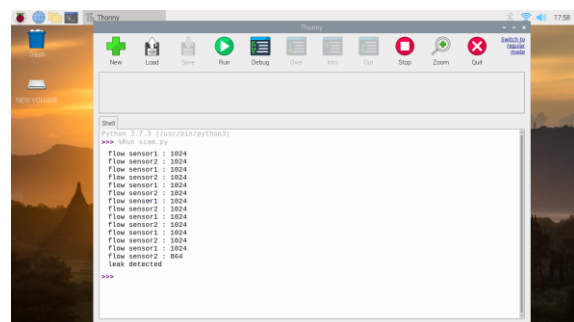 Thonny
17:58
Thonny
Trash
NEW VOLUME
New Load Save Run Debug Over Into Out Stop Zoom Quit
Switch to
regular
mode
Shell
Python 3.7.3 (/usr/bin/python3)
>>> %Run scam.py
flow sensor1 : 1024
flow sensor2 : 1024
flow sensor1 : 1024
flow sensor2 : 1024
flow sensor1 : 1024
flow sensor2 : 1024
flow sensor1 : 1024
flow sensor2 : 1024
flow sensor1 : 1024
flow sensor2 : 1024
flow sensor1 : 1024
flow sensor2 : 1024
flow sensor1 : 1024
flow sensor2 : 864
leak detected
>>>